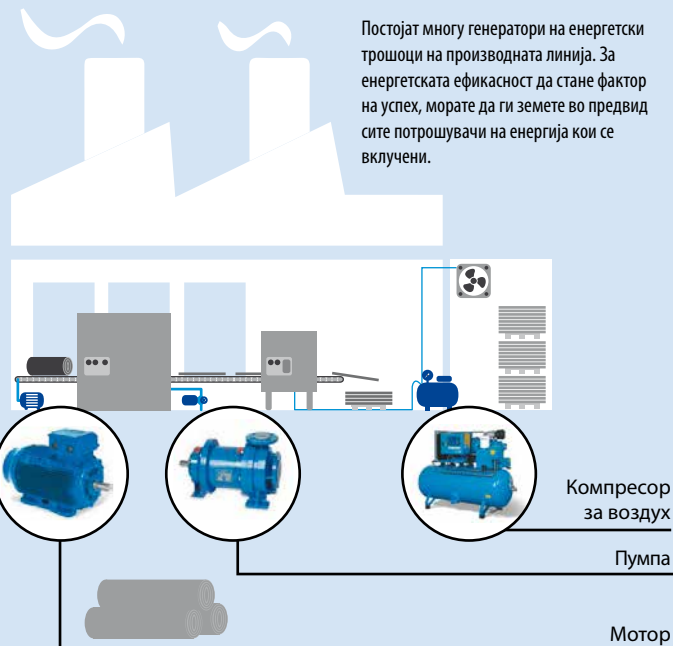 Постојат многу генератори на енергетски
трошоци на производната линија. За
енергетската ефикасност да стане фактор
на успех, морате да ги земете во предвид
сите потрошувачи на енергија кои се
вклучени.
Компресор
за воздух
Пумпа
Мотор